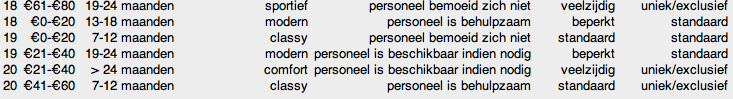 18 €61-€80 19-24 maanden sportief personeel bemoeid zich niet veelzijdig uniek/exclusief
18 €0-€20 13-18 maanden modern personeel is behulpzaam beperkt standaard
19 €0-€20 7-12 maanden classy personeel bemoeid zich niet standaard standaard
19 €21-€40 19-24 maanden modern personeel is beschikbaar indien nodig beperkt standaard
20 €21-€40 > 24 maanden comfort personeel is beschikbaar indien nodig veelzijdig uniek/exclusief
20 €41-€60 7-12 maanden classy personeel is behulpzaam standaard uniek/exclusief